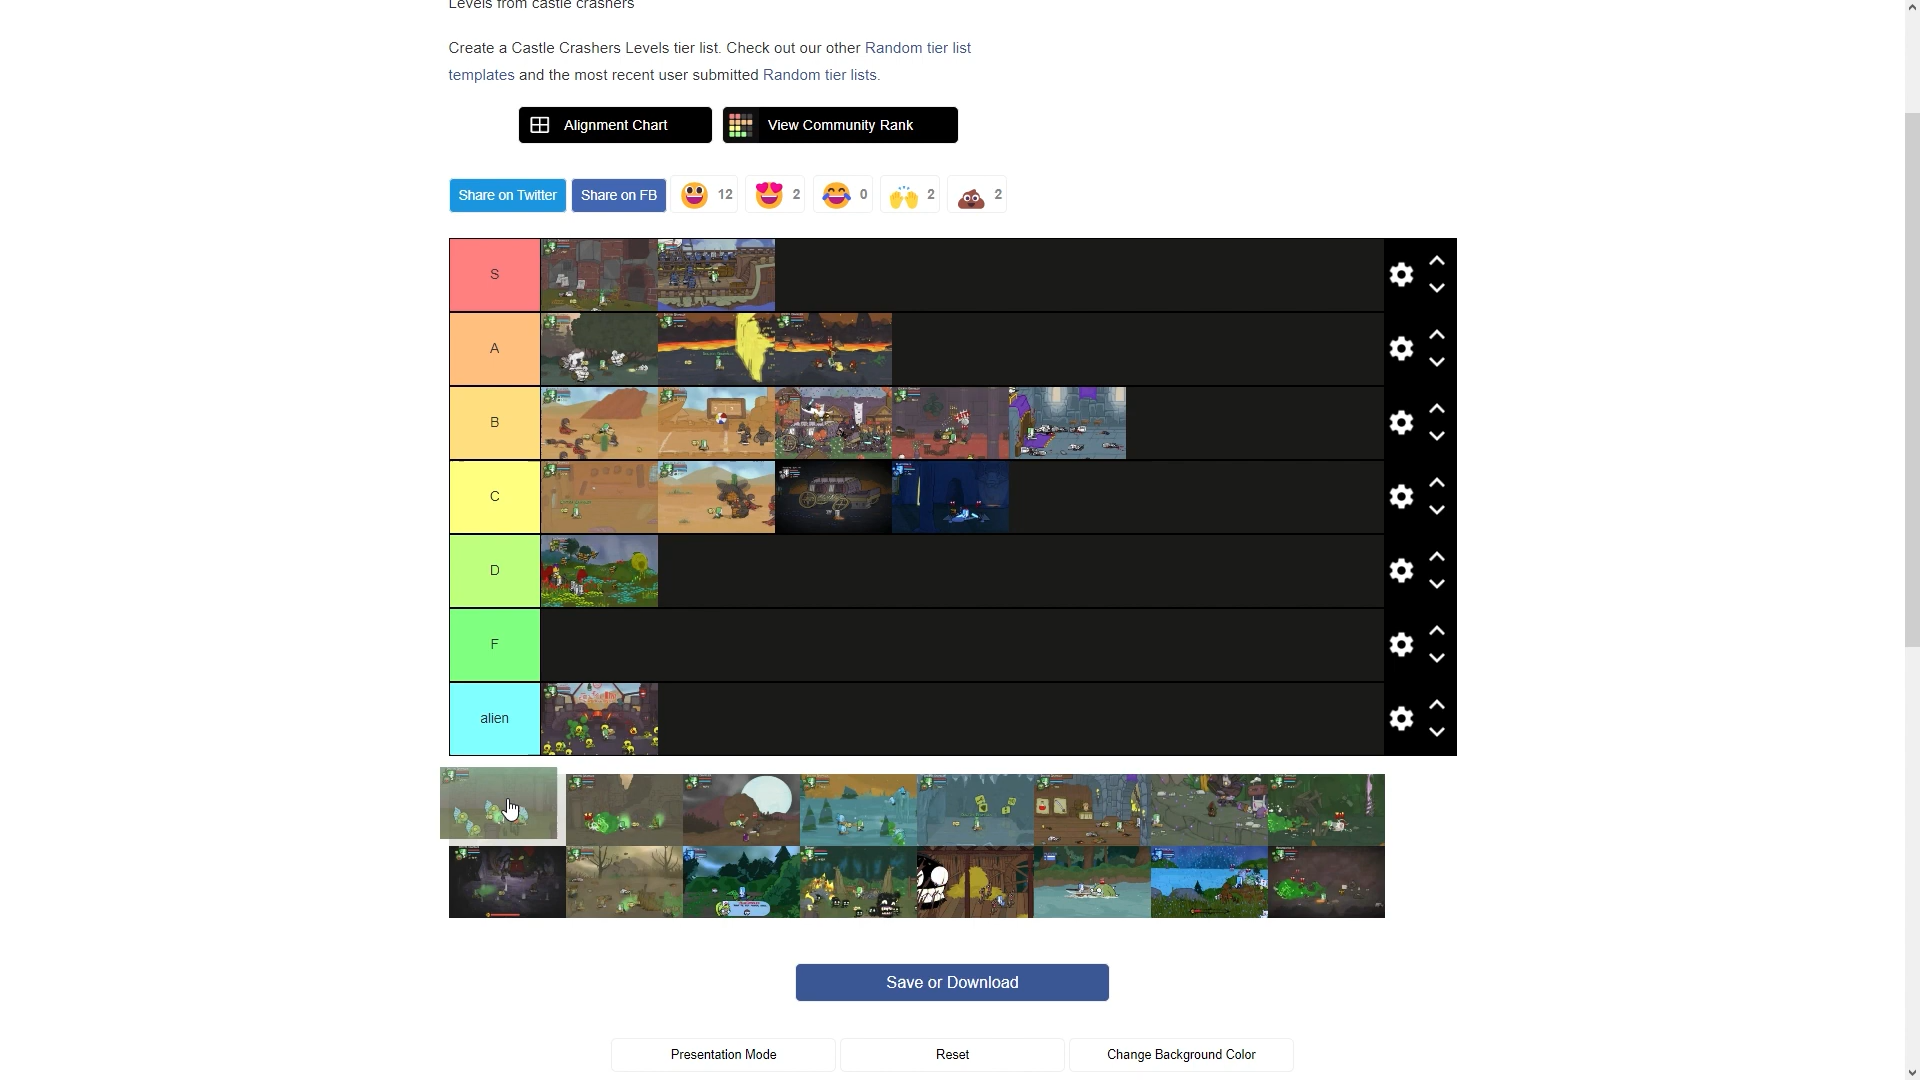 Levels from castle crashers
Create a Castle Crashers Levels tier list. Check out our other Random tier list
templates and the most recent user submitted Random tier lists.
Alignment Chart
View Community Rank
Share on Twitter
Share on FB
12
2
0
2
2
S
A
B
C
D
F
alien
Save or Download
Presentation Mode
Reset
Change Background Color